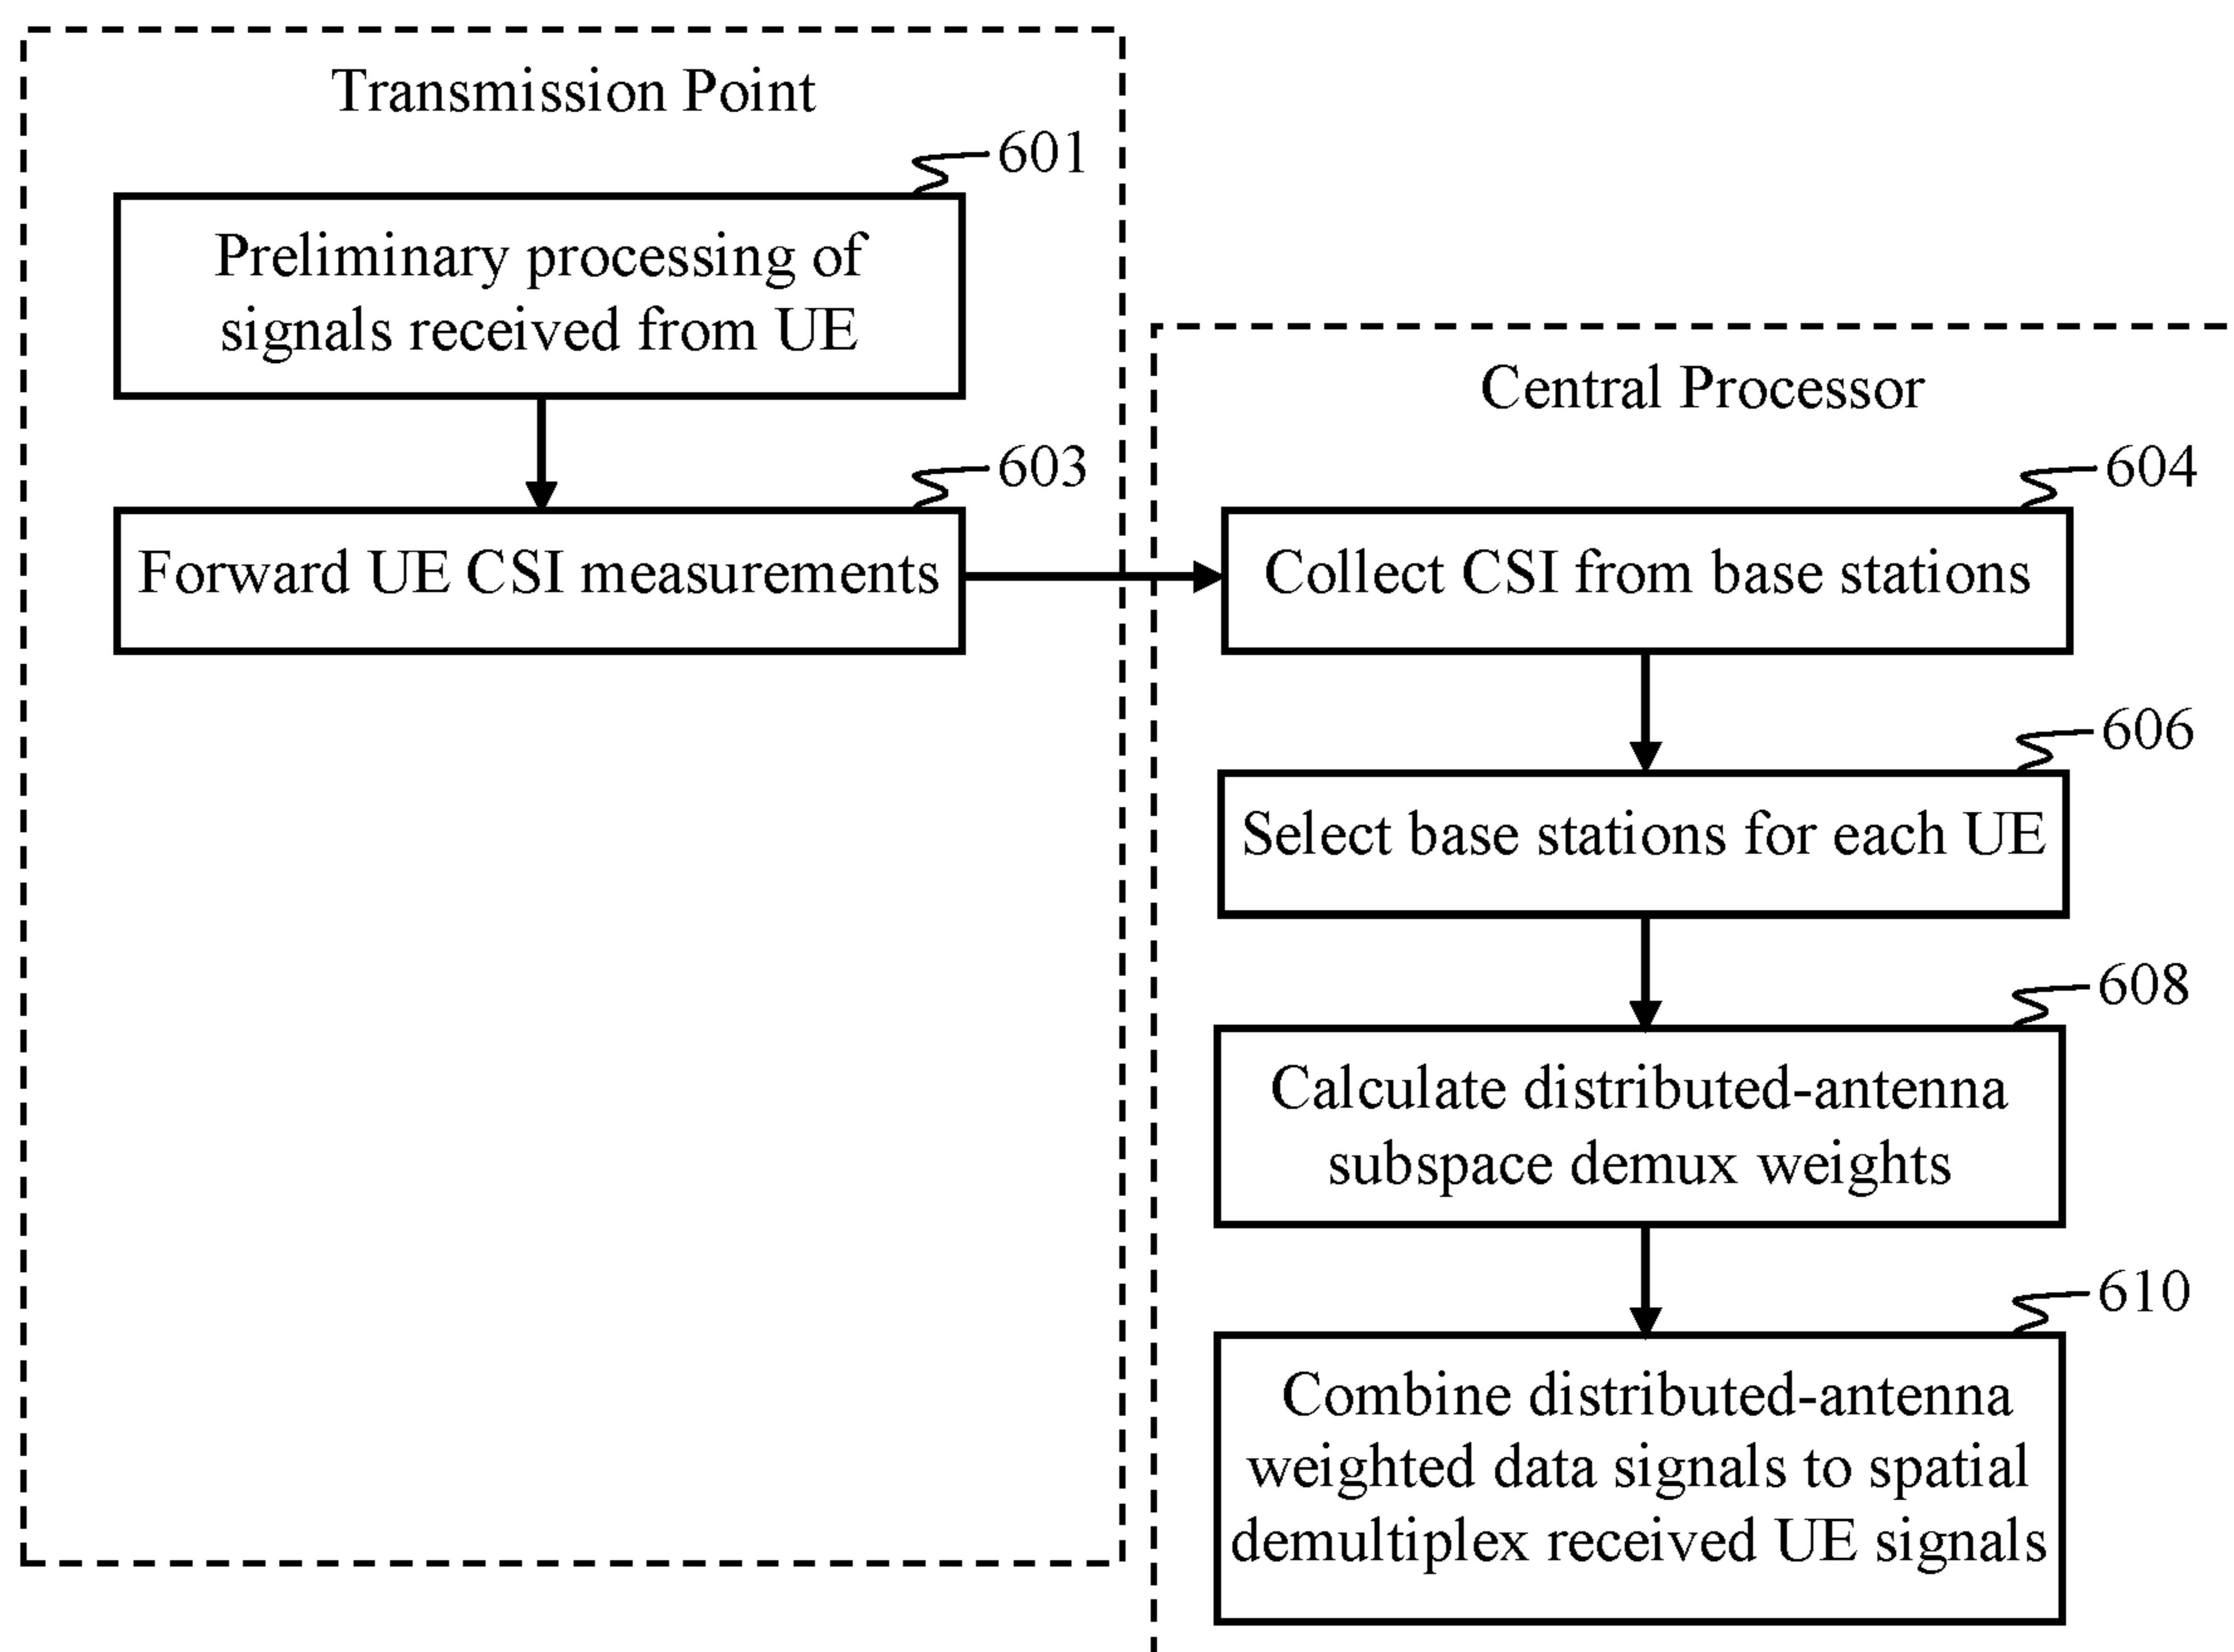 Transmission Point
601
Preliminary processing of
signals received from UE
603
Forward UE CSI measurements
Central Processor
604
Collect CSI from base stations
606
Select base stations for each UE
608
Calculate distributed-antenna
subspace demux weights
610
Combine distributed-antenna
weighted data signals to spatial
demultiplex received UE signals